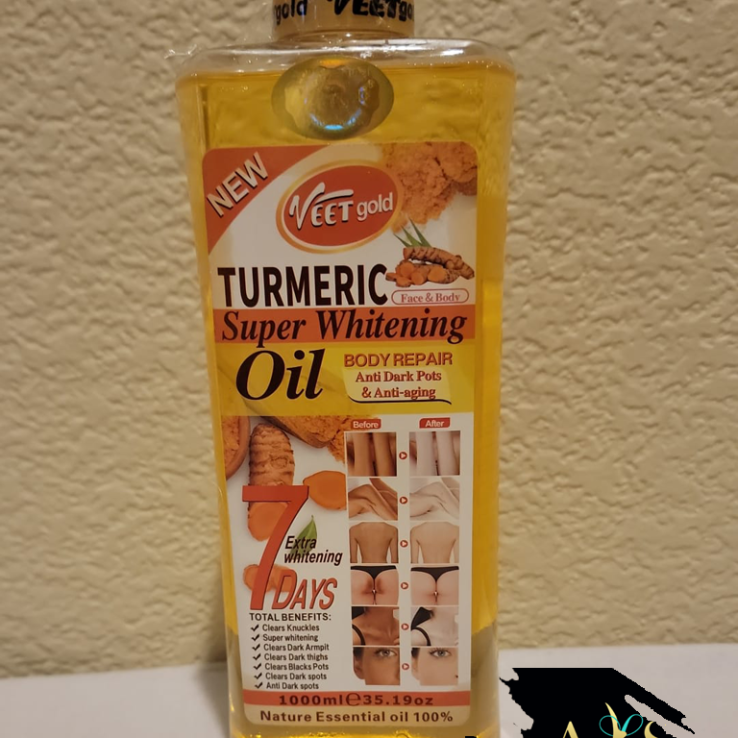 gold VEETgo
NEW
VEET gold
TURMERIC
Face & Body
Super Whitening
Oil
BODY REPAIR
Anti Dark Pots
& Anti-aging
Before After
7
Extra
whitening
DAYS
TOTAL BENEFITS:
Clears Knuckles
Super whitening
Clears Dark Armpit
Clears Dark thighs
Clears Blacks Pots
Clears Dark spots
Anti Dark spots
1000ml℮35.19oz
Nature Essential oil 100%